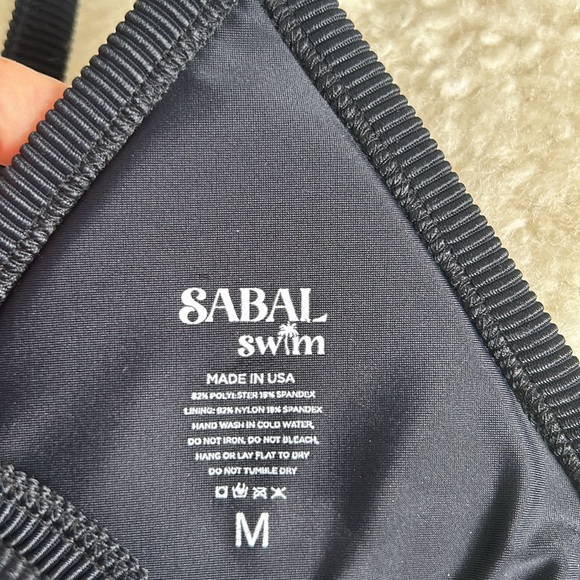 SABAL
swim
MADE IN USA
82% POLYESTER 18% SPANDEX
LINING: 82% NYLON 18% SPANDEX
HAND WASH IN COLD WATER,
DO NOT IRON, DO NOT BLEACH,
HANG OR LAY FLAT TO DRY
DO NOT TUMBLE DRY
M